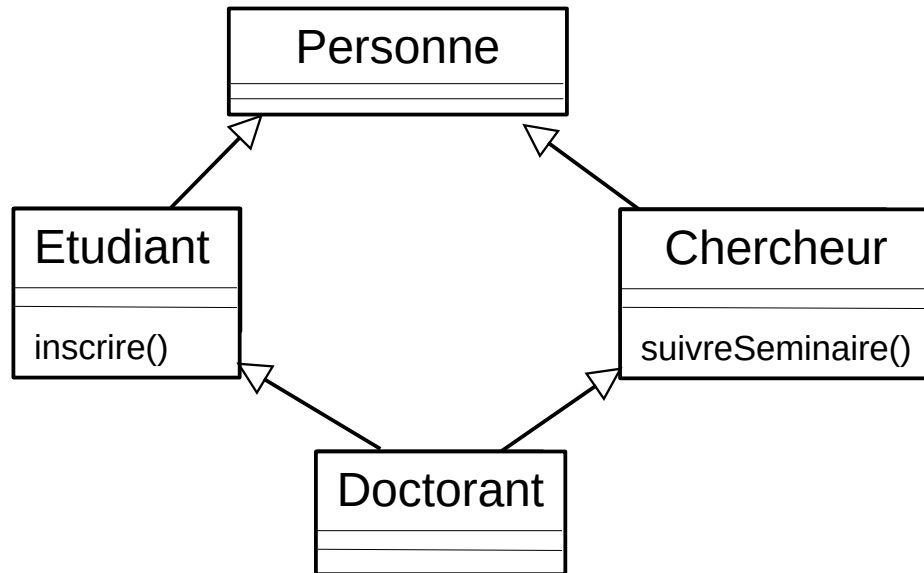 Personne
Etudiant
inscrire()
Chercheur
suivreSeminaire()
Doctorant